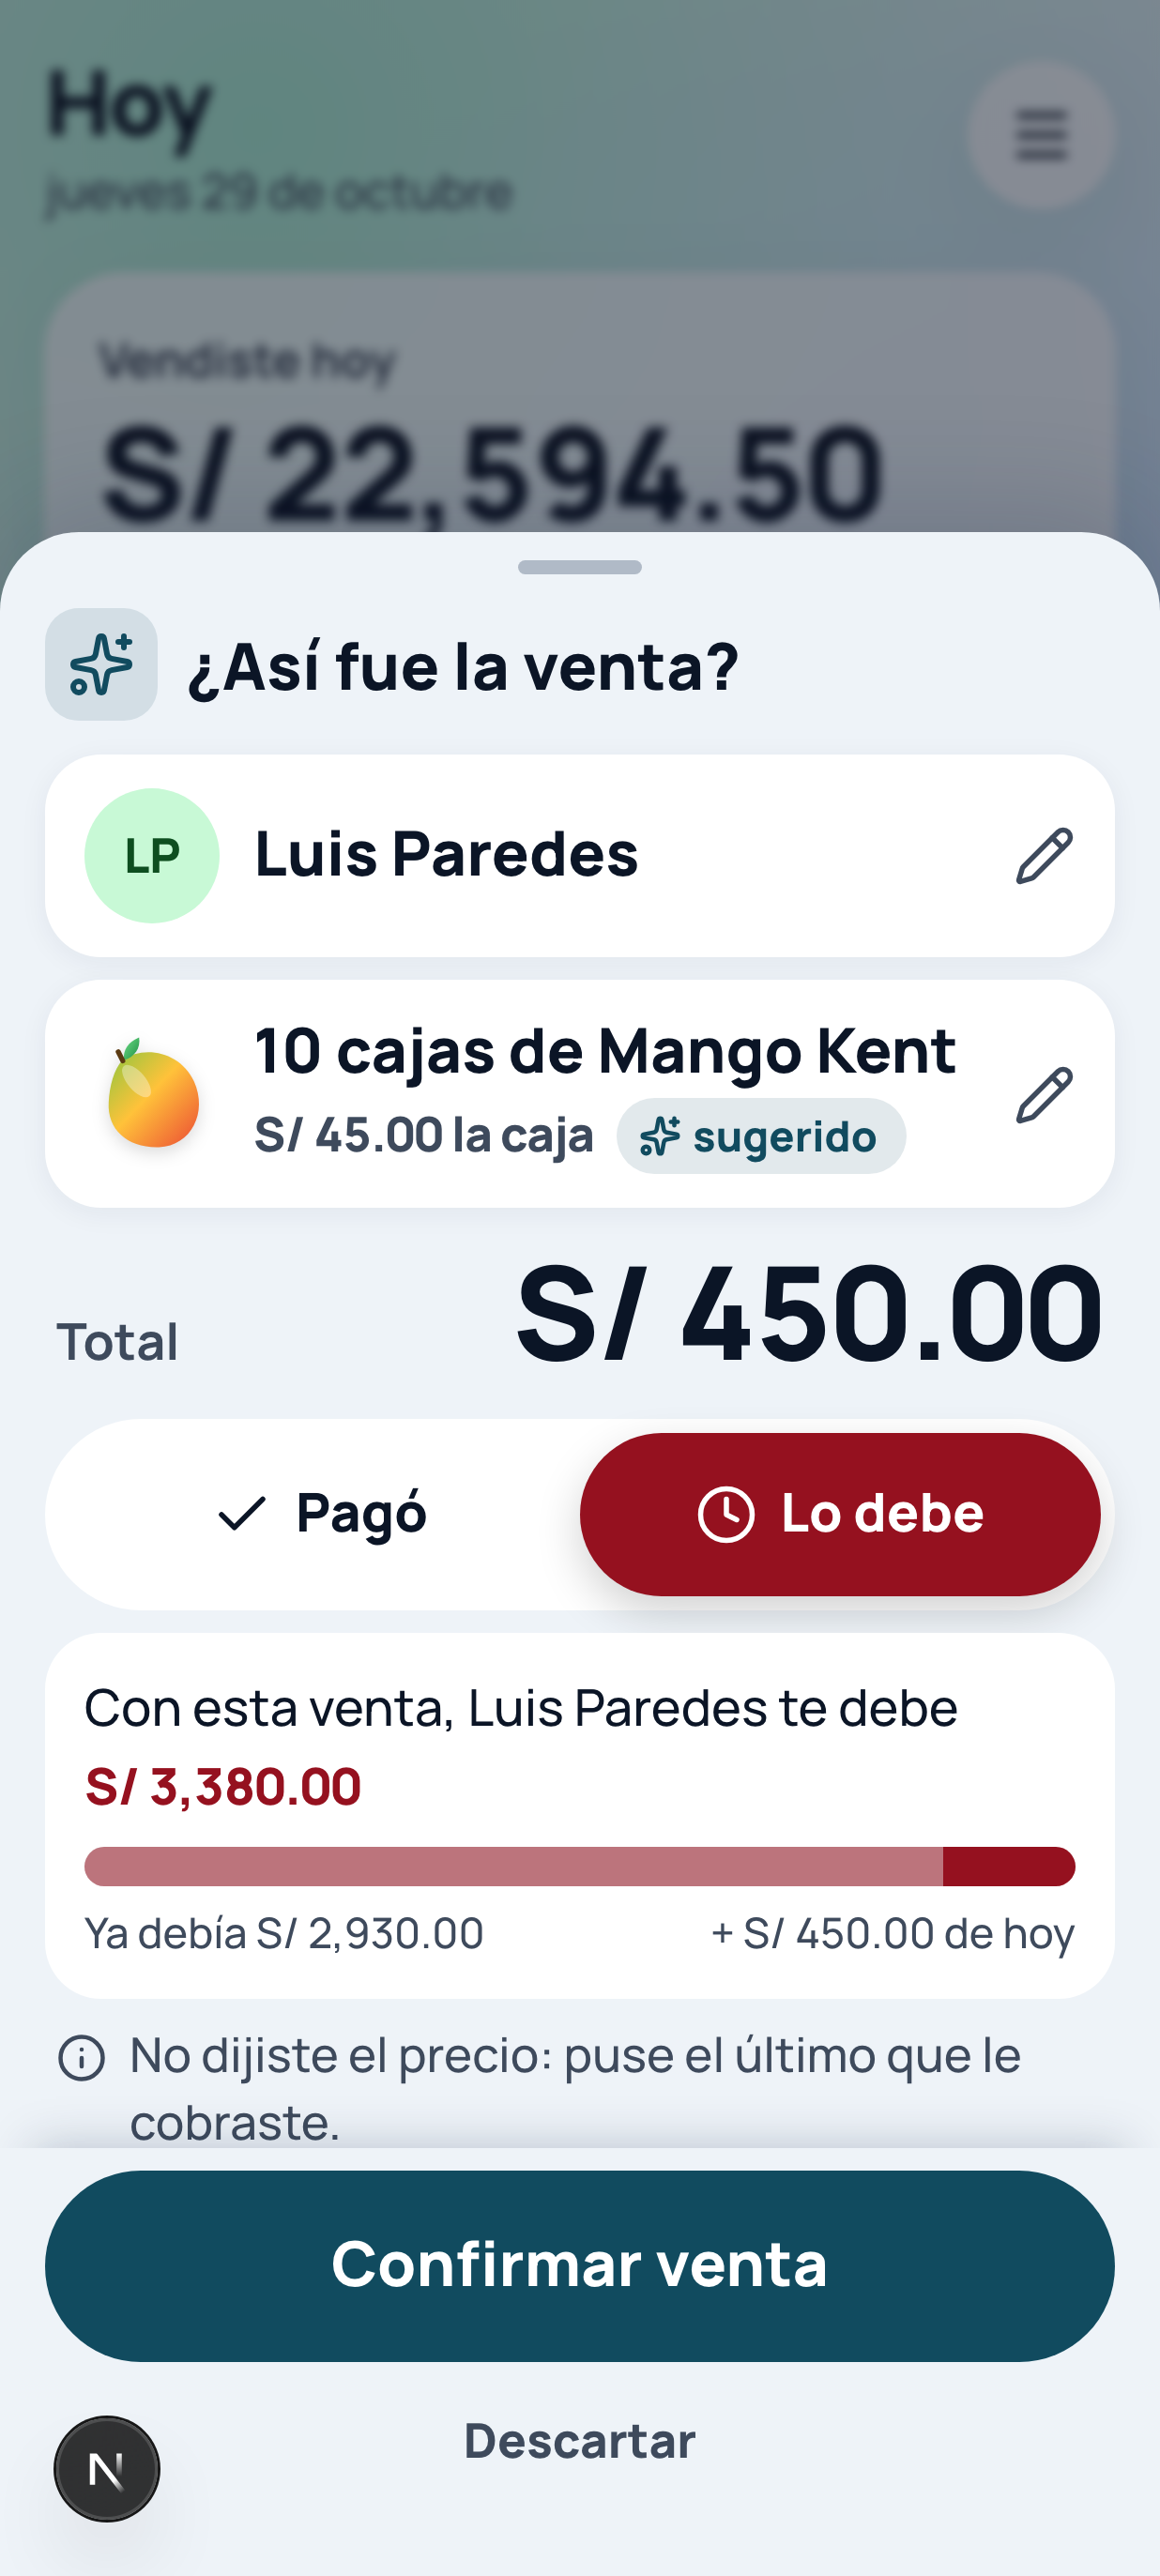 Hoy
jueves 29 de octubre
Vendiste hoy
S/ 22,594.50
¿Así fue la venta?
LP
Luis Paredes
10 cajas de Mango Kent
S/ 45.00 la caja
sugerido
Total
S/ 450.00
Pagó
Lo debe
Con esta venta, Luis Paredes te debe
S/ 3,380.00
Ya debía S/ 2,930.00
+ S/ 450.00 de hoy
No dijiste el precio: puse el último que le
cobraste.
Confirmar venta
Descartar
N